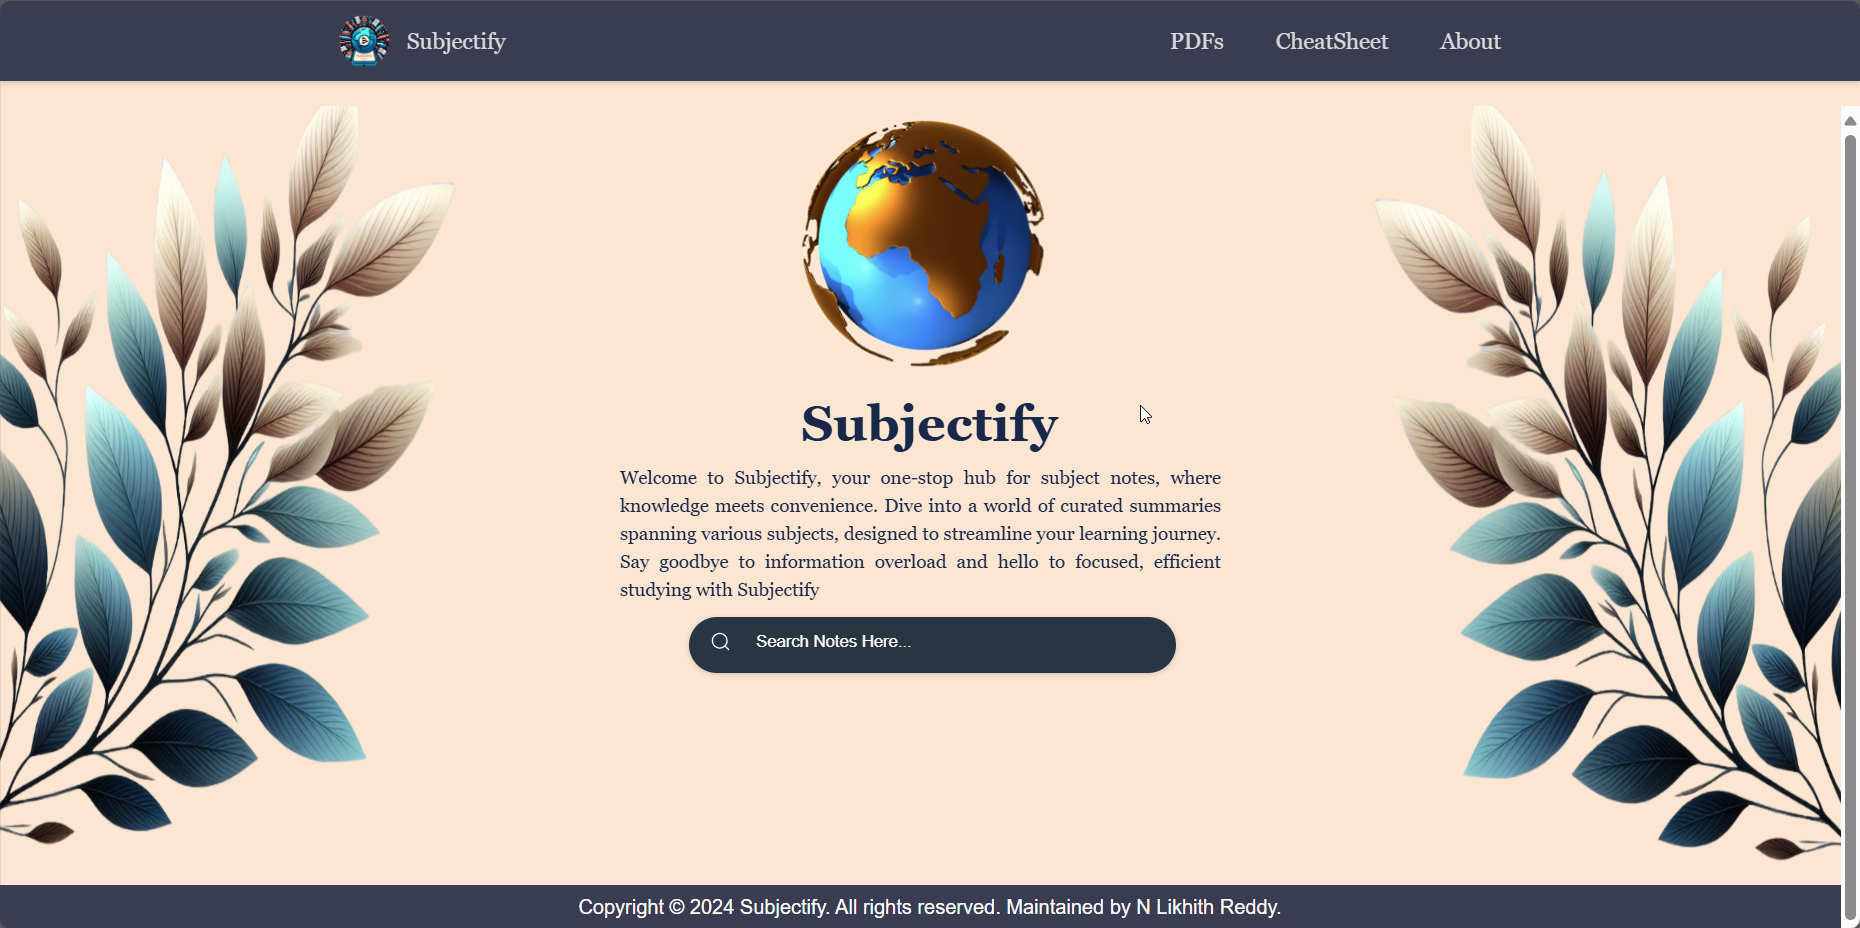 Subjectify
PDFs
CheatSheet
About
Subjectify
Welcome to Subjectify, your one-stop hub for subject notes, where
knowledge meets convenience. Dive into a world of curated summaries
spanning various subjects, designed to streamline your learning journey.
Say goodbye to information overload and hello to focused, efficient
studying with Subjectify
Search Notes Here...
Copyright © 2024 Subjectify. All rights reserved. Maintained by N Likhith Reddy.